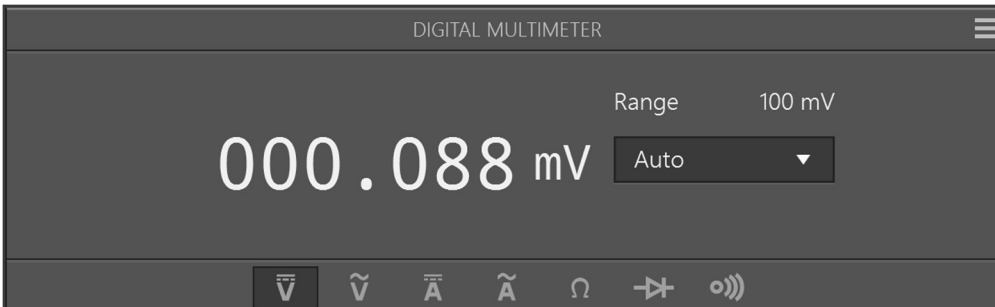 DIGITAL MULTIMETER
Range 100 mV
000.088 mV Auto
V V A A Ω